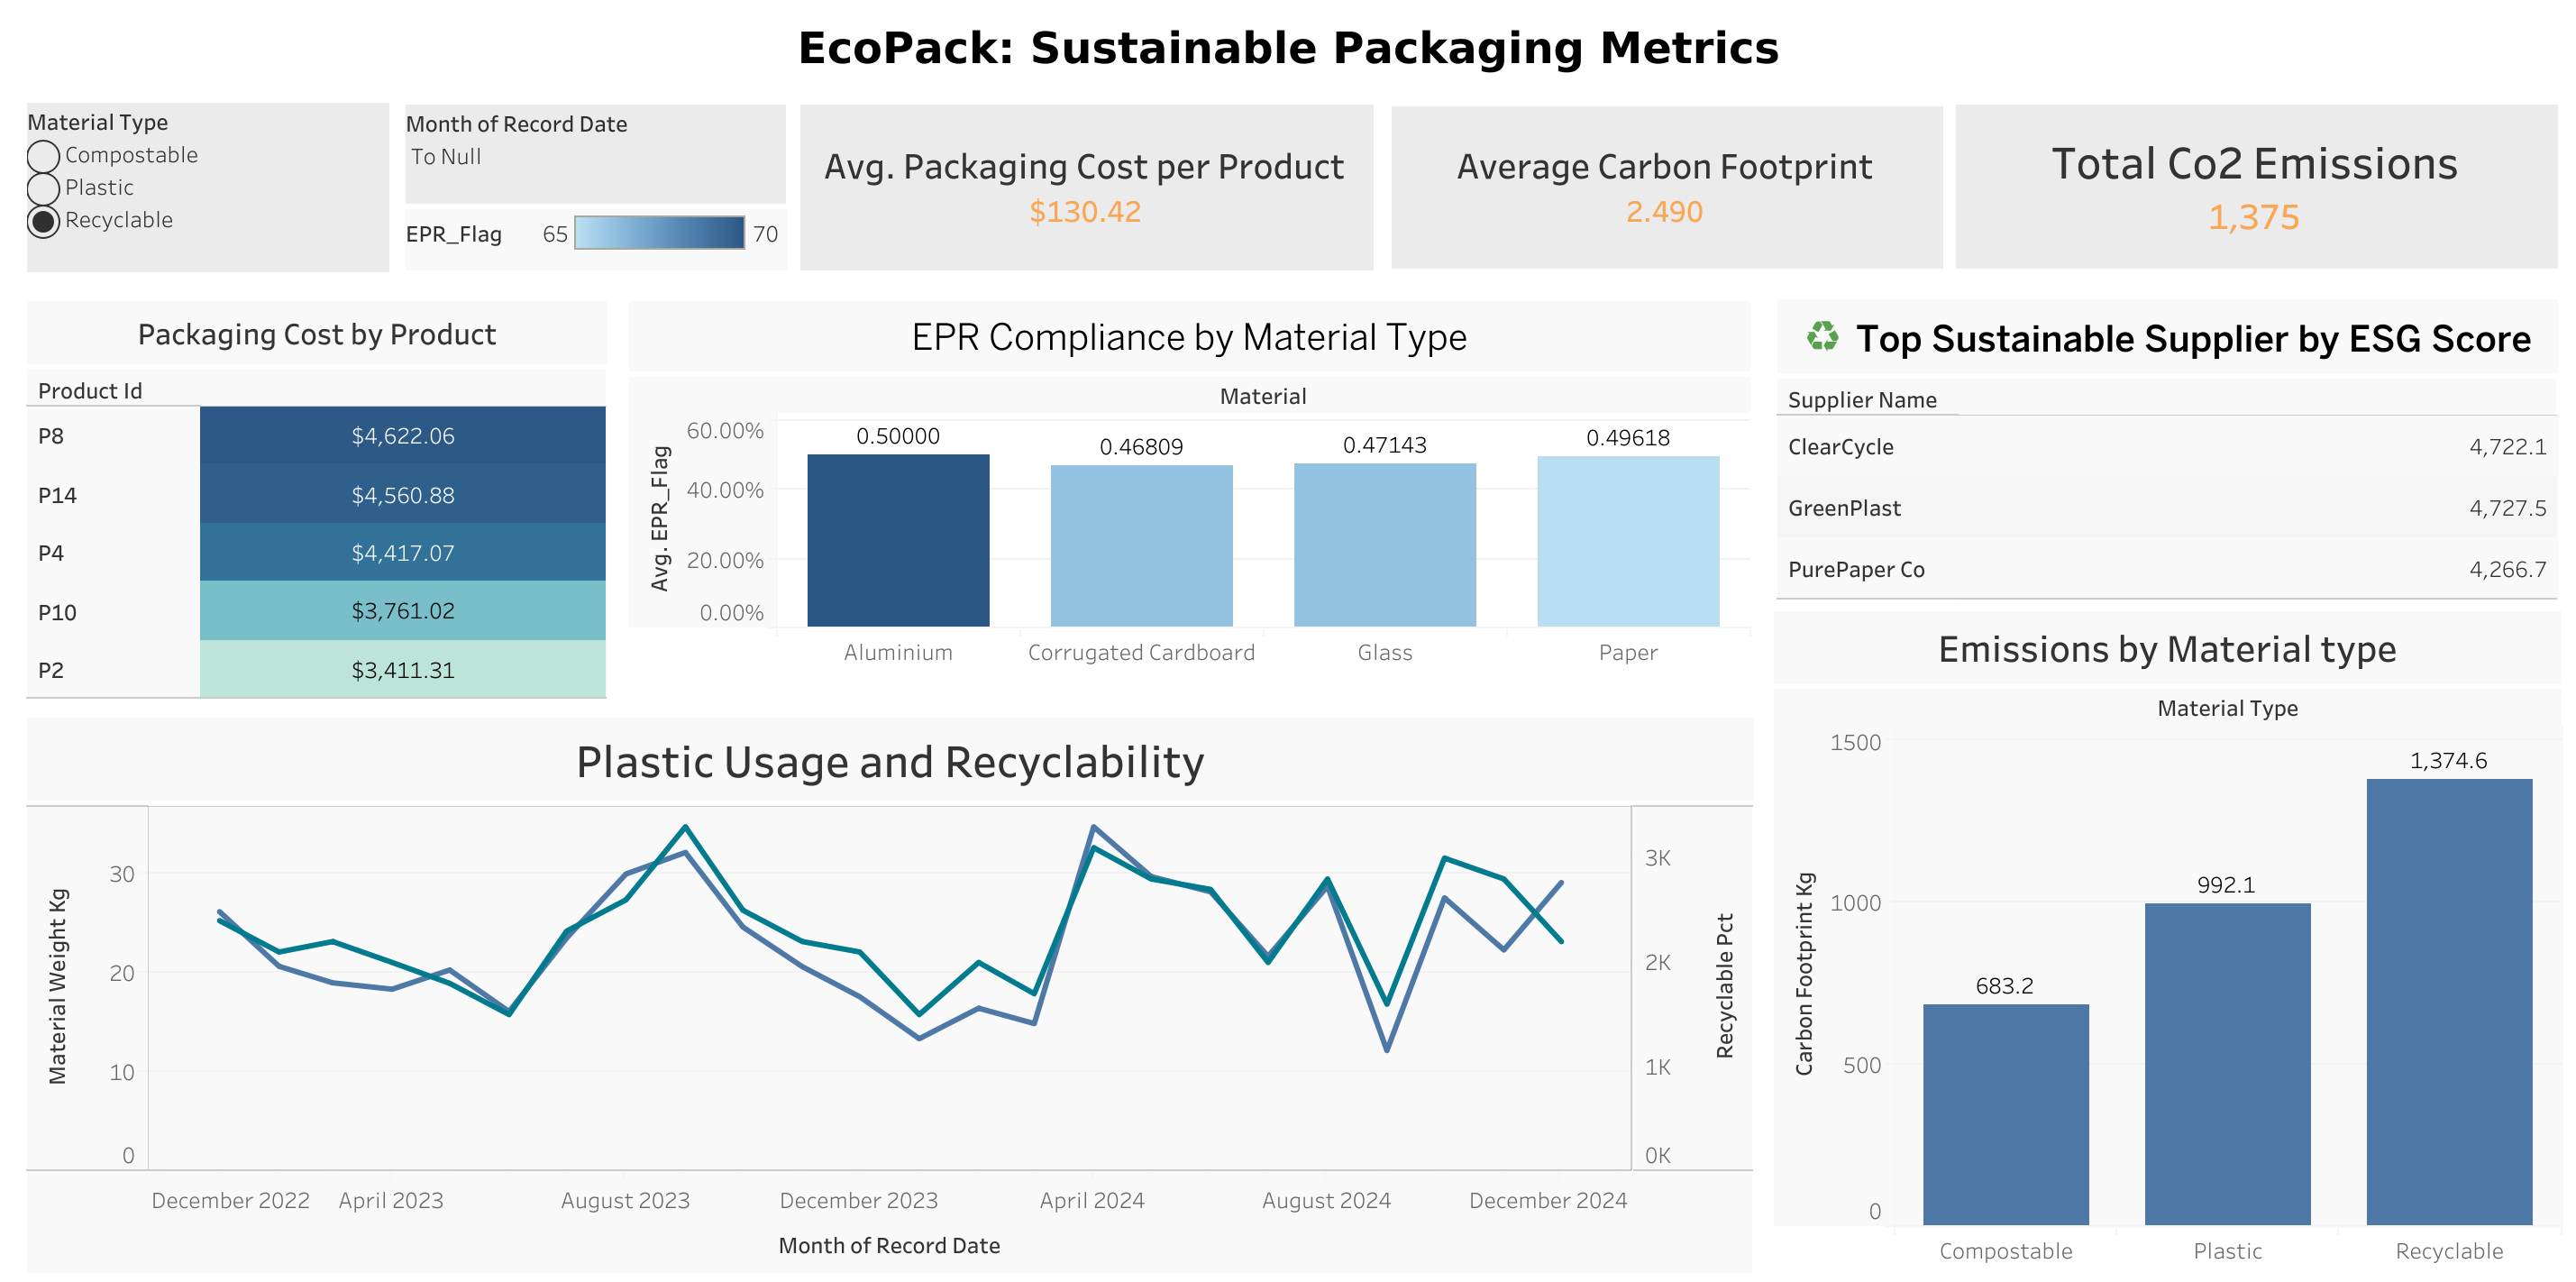 EcoPack: Sustainable Packaging Metrics
Material Type
Compostable
Plastic
Recyclable
Month of Record Date
To Null
EPR_Flag 65 70
Avg. Packaging Cost per Product
$130.42
Average Carbon Footprint
2.490
Total Co2 Emissions
1,375
Packaging Cost by Product
Product Id
P8 $4,622.06
P14 $4,560.88
P4 $4,417.07
P10 $3,761.02
P2 $3,411.31
EPR Compliance by Material Type
Material
Avg. EPR_Flag
60.00%
40.00%
20.00%
0.00%
0.50000 0.46809 0.47143 0.49618
Aluminium Corrugated Cardboard Glass Paper
♻ Top Sustainable Supplier by ESG Score
Supplier Name
ClearCycle 4,722.1
GreenPlast 4,727.5
PurePaper Co 4,266.7
Plastic Usage and Recyclability
Material Weight Kg
30
20
10
0
Recyclable Pct
3K
2K
1K
0K
December 2022 April 2023 August 2023 December 2023 April 2024 August 2024 December 2024
Month of Record Date
Emissions by Material type
Material Type
Carbon Footprint Kg
1500
1000
500
0
683.2 992.1 1,374.6
Compostable Plastic Recyclable